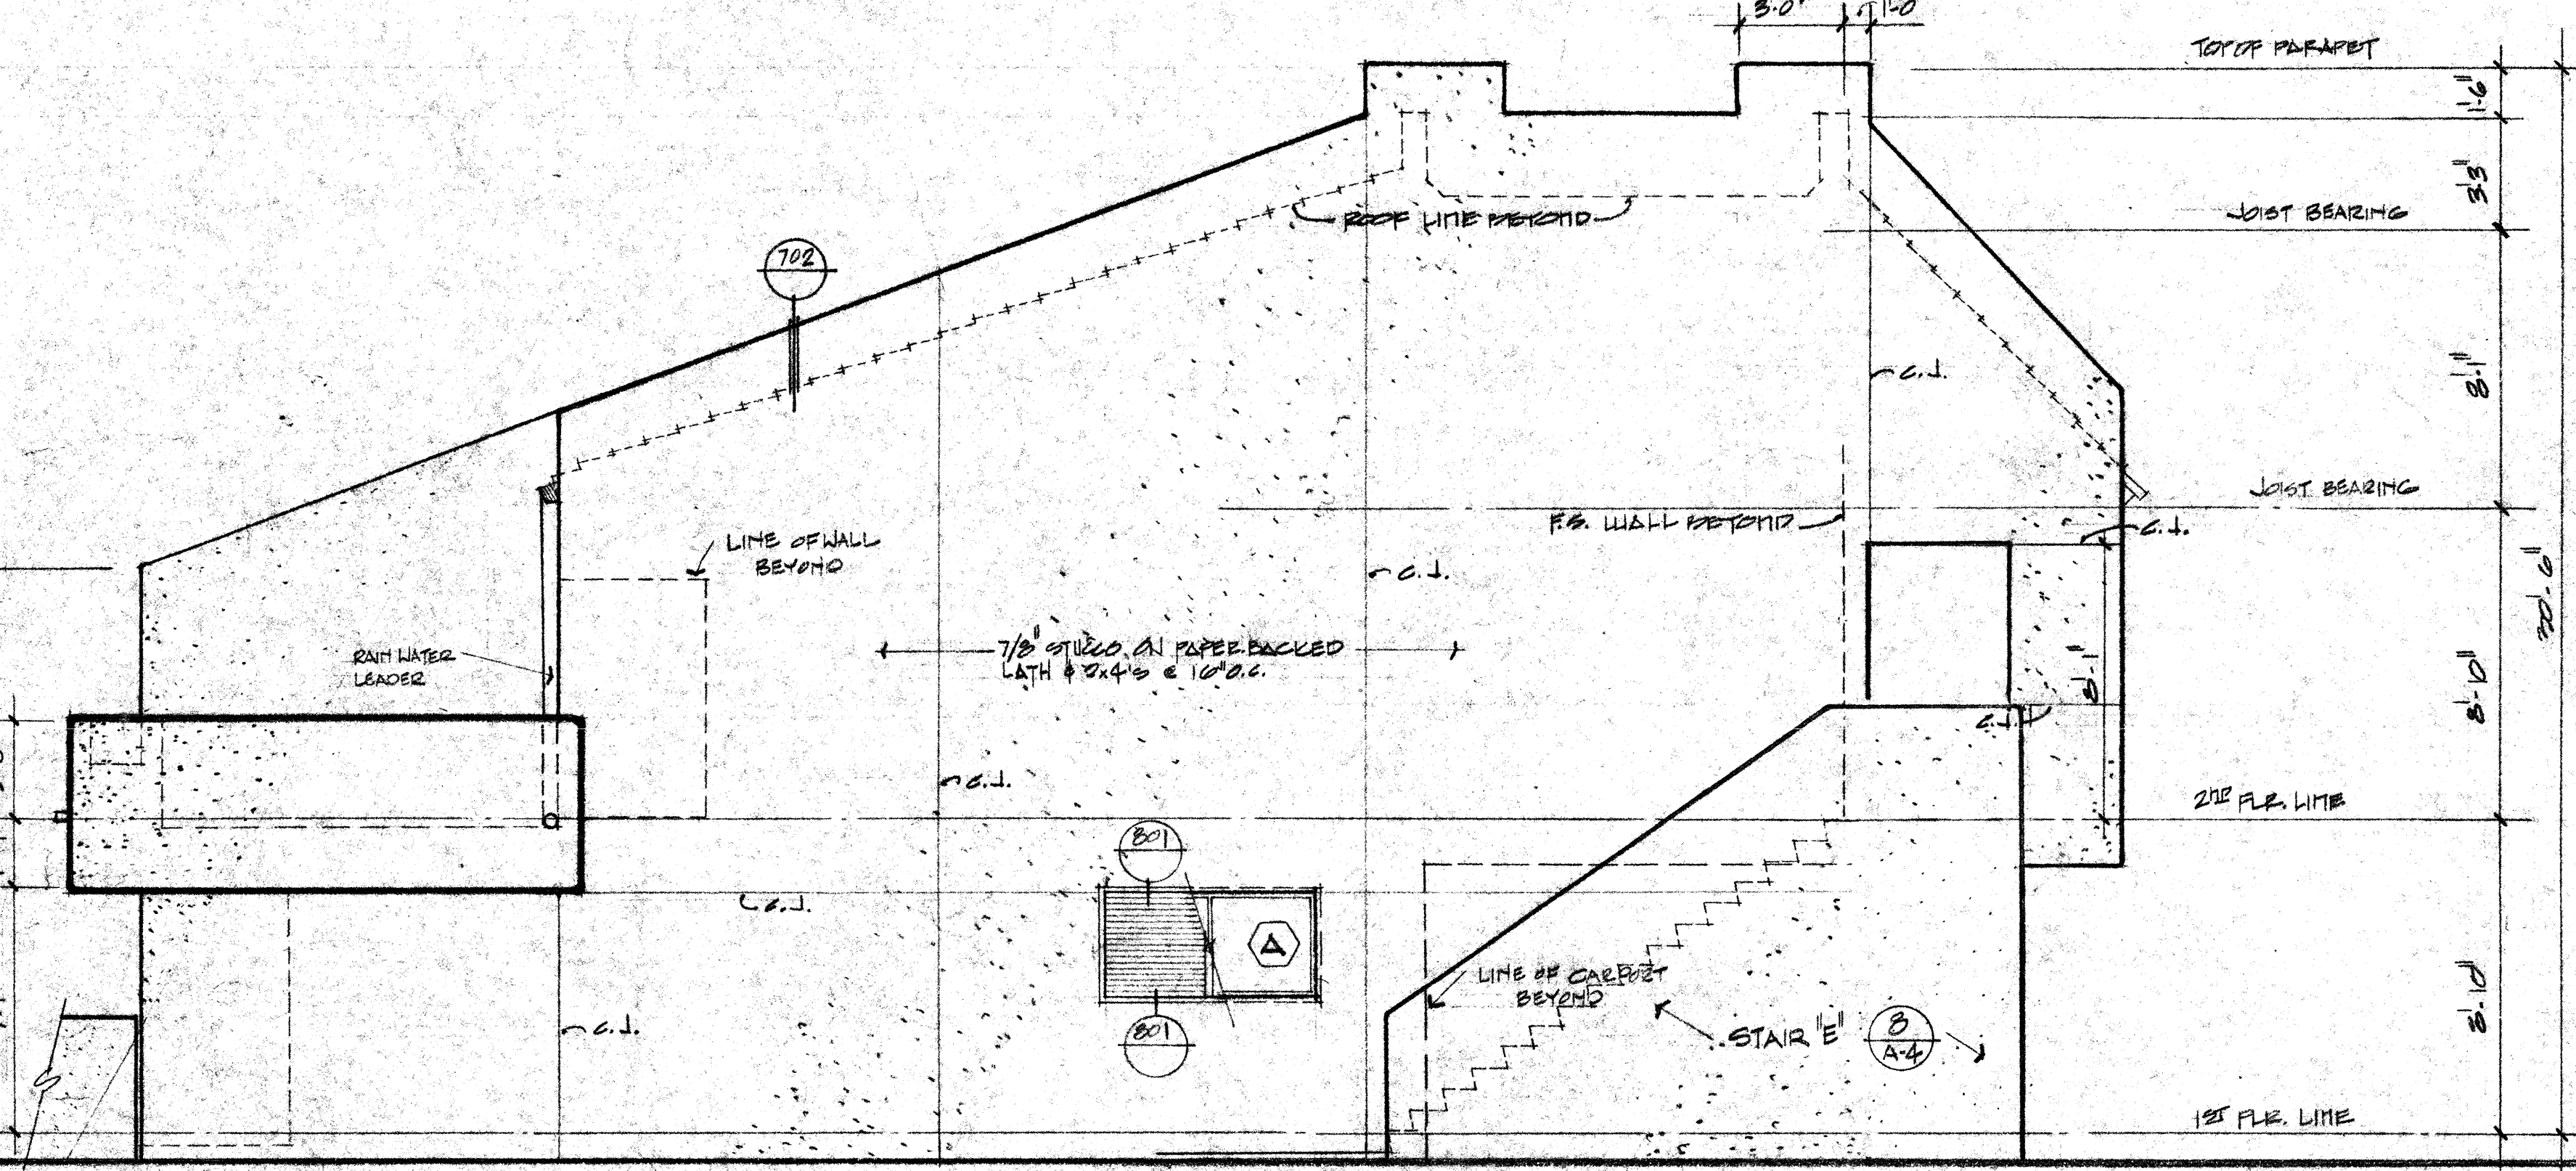 3'-0"
1'-0
TOP OF PARAPET
1'-6"
3'3"
JOIST BEARING
ROOF LINE BEYOND
702
8'-1"
C.J.
JOIST BEARING
F.S. WALL BEYOND
C.J.
LINE OF WALL
BEYOND
C.J.
30'-6"
7/8" STUCCO ON PAPER BACKED
LATH & 2x4'S @ 16" O.C.
RAIN WATER
LEADER
8'-1"
8'-10"
C.J.
C.J.
2ND FLR. LINE
801
C.J.
A
LINE OF CARPORT
BEYOND
STAIR "E"
3
A-4
8'-10"
C.J.
801
1ST FLR. LINE